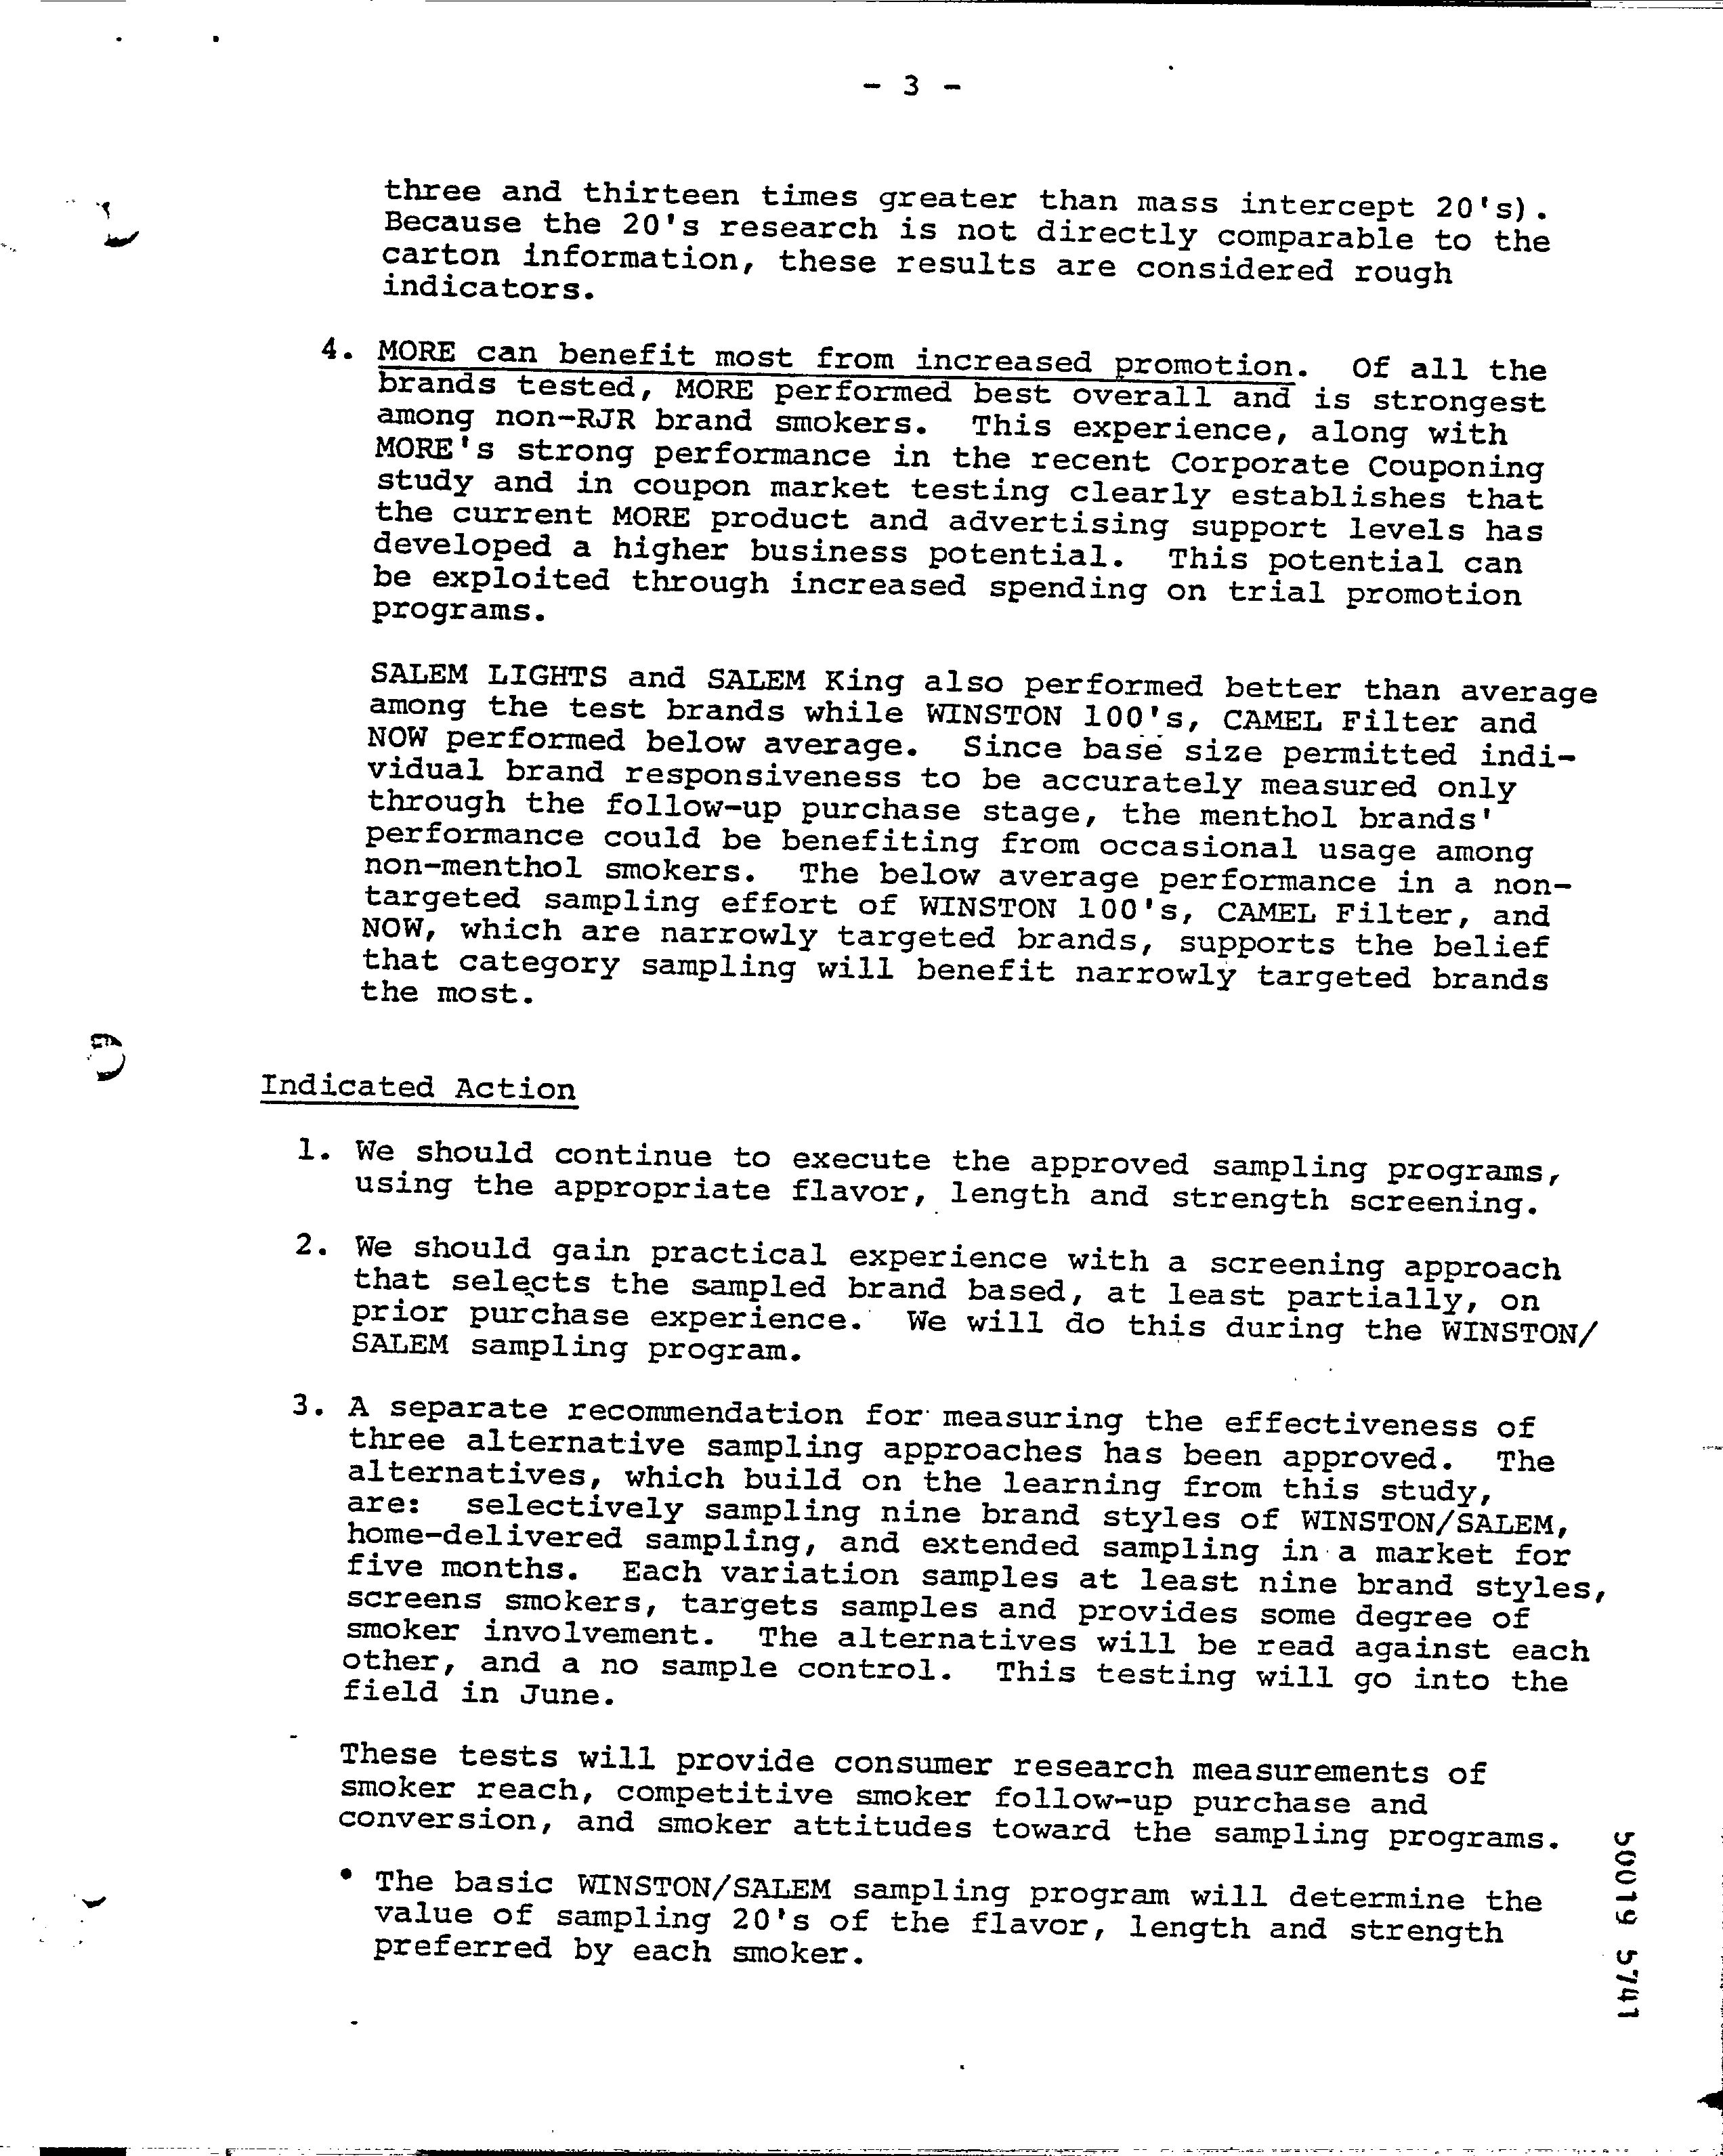 - 3 -
three and thirteen times greater than mass intercept 20's).
Because the 20's research is not directly comparable to the
carton information, these results are considered rough
indicators.
4. MORE can benefit most from increased promotion. Of all the
brands tested, MORE performed best overall and is strongest
among non-RJR brand smokers. This experience, along with
MORE's strong performance in the recent Corporate Couponing
study and in coupon market testing clearly establishes that
the current MORE product and advertising support levels has
developed a higher business potential. This potential can
be exploited through increased spending on trial promotion
programs.
SALEM LIGHTS and SALEM King also performed better than average
among the test brands while WINSTON 100's, CAMEL Filter and
NOW performed below average. Since base size permitted indi-
vidual brand responsiveness to be accurately measured only
through the follow-up purchase stage, the menthol brands'
performance could be benefiting from occasional usage among
non-menthol smokers. The below average performance in a non-
targeted sampling effort of WINSTON 100's, CAMEL Filter, and
NOW, which are narrowly targeted brands, supports the belief
that category sampling will benefit narrowly targeted brands
the most.
Indicated Action
1. We should continue to execute the approved sampling programs,
using the appropriate flavor, length and strength screening.
2. We should gain practical experience with a screening approach
that selects the sampled brand based, at least partially, on
prior purchase experience. We will do this during the WINSTON/
SALEM sampling program.
3. A separate recommendation for measuring the effectiveness of
three alternative sampling approaches has been approved. The
alternatives, which build on the learning from this study,
are: selectively sampling nine brand styles of WINSTON/SALEM,
home-delivered sampling, and extended sampling in a market for
five months. Each variation samples at least nine brand styles,
screens smokers, targets samples and provides some degree of
smoker involvement. The alternatives will be read against each
other, and a no sample control. This testing will go into the
field in June.
These tests will provide consumer research measurements of
smoker reach, competitive smoker follow-up purchase and
conversion, and smoker attitudes toward the sampling programs.
• The basic WINSTON/SALEM sampling program will determine the
value of sampling 20's of the flavor, length and strength
preferred by each smoker.
50019 5741